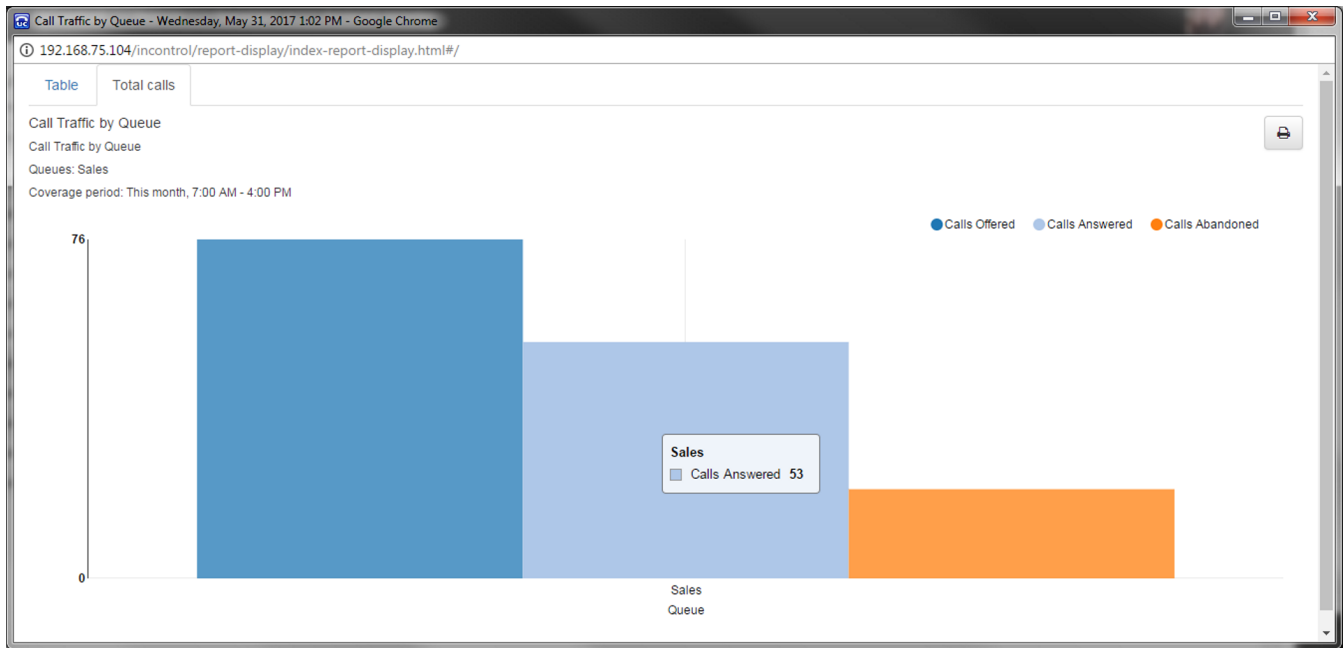 Call Traffic by Queue - Wednesday, May 31, 2017 1:02 PM - Google Chrome
192.168.75.104/incontrol/report-display/index-report-display.html#/
Table Total calls
Call Traffic by Queue
Call Traffic by Queue
Queues: Sales
Coverage period: This month, 7:00 AM - 4:00 PM
Calls Offered Calls Answered Calls Abandoned
76
Sales
Calls Answered 53
0
Sales
Queue